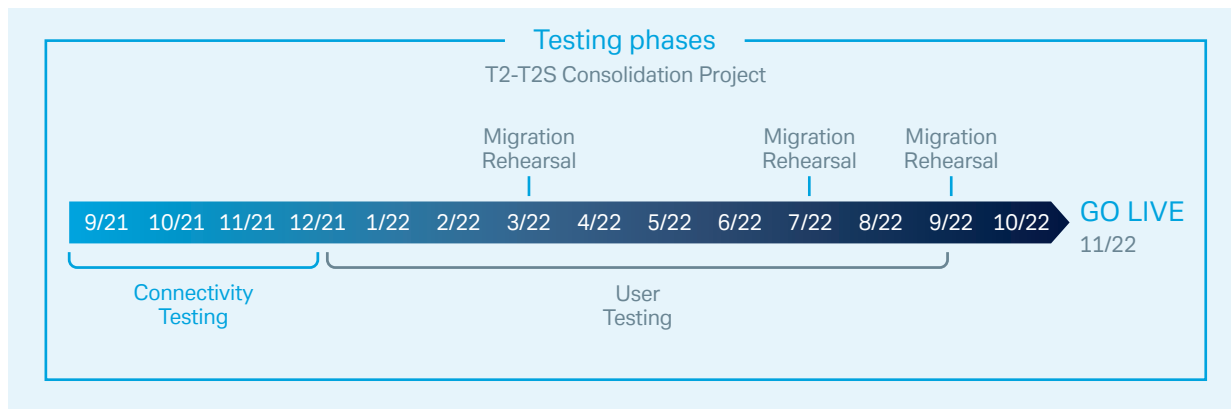 Testing phases
T2-T2S Consolidation Project
Migration
Rehearsal
Migration
Rehearsal
Migration
Rehearsal
9/21 10/21 11/21 12/21 1/22 2/22 3/22 4/22 5/22 6/22 7/22 8/22 9/22 10/22
GO LIVE
11/22
Connectivity
Testing
User
Testing